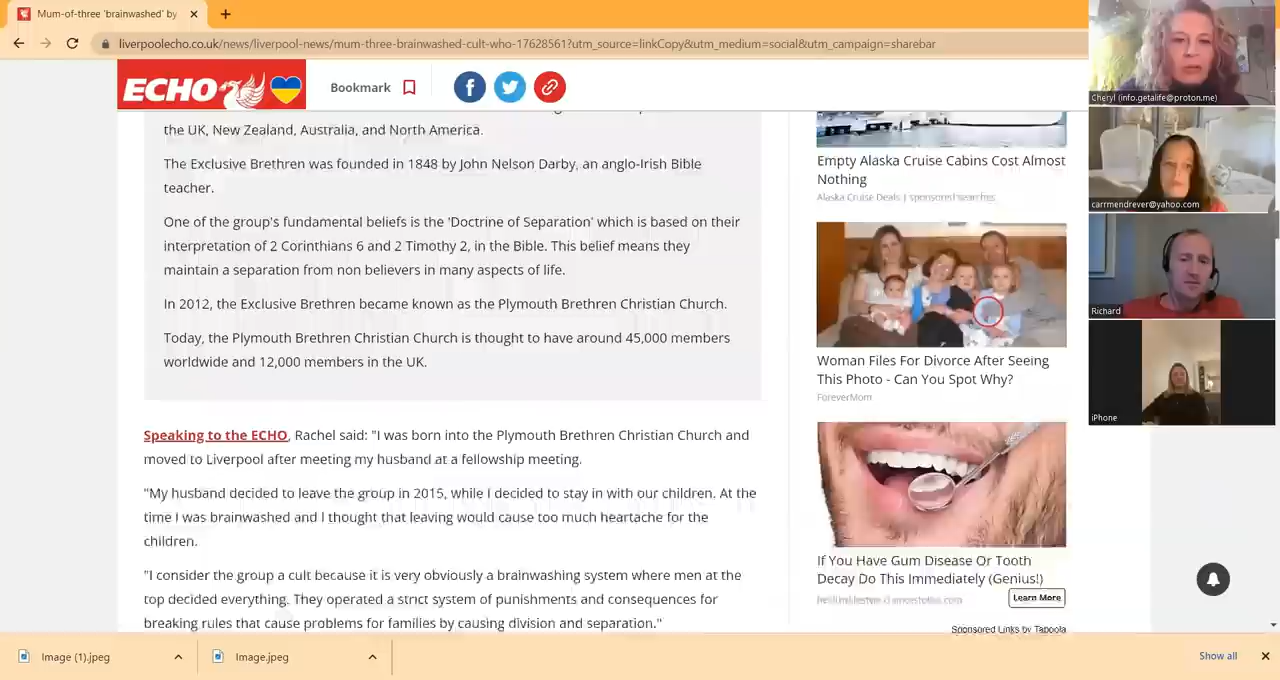 Mum-of-three 'brainwashed' by
liverpoolecho.co.uk/news/liverpool-news/mum-three-brainwashed-cult-who-17628561?utm_source=linkCopy&utm_medium=social&utm_campaign=sharebar
ECHO
Bookmark
the UK, New Zealand, Australia, and North America.
The Exclusive Brethren was founded in 1848 by John Nelson Darby, an anglo-Irish Bible
teacher.
One of the group's fundamental beliefs is the 'Doctrine of Separation' which is based on their
interpretation of 2 Corinthians 6 and 2 Timothy 2, in the Bible. This belief means they
maintain a separation from non believers in many aspects of life.
In 2012, the Exclusive Brethren became known as the Plymouth Brethren Christian Church.
Today, the Plymouth Brethren Christian Church is thought to have around 45,000 members
worldwide and 12,000 members in the UK.
Speaking to the ECHO, Rachel said: "I was born into the Plymouth Brethren Christian Church and
moved to Liverpool after meeting my husband at a fellowship meeting.
"My husband decided to leave the group in 2015, while I decided to stay in with our children. At the
time I was brainwashed and I thought that leaving would cause too much heartache for the
children.
"I consider the group a cult because it is very obviously a brainwashing system where men at the
top decided everything. They operated a strict system of punishments and consequences for
breaking rules that cause problems for families by causing division and separation."
Empty Alaska Cruise Cabins Cost Almost
Nothing
Alaska Cruise Deals | sponsored searches
Woman Files For Divorce After Seeing
This Photo - Can You Spot Why?
ForeverMom
If You Have Gum Disease Or Tooth
Decay Do This Immediately (Genius!)
Learn More
Sponsored Links by Taboola
Cheryl (info.getalife@proton.me)
carrmendrever@yahoo.com
Richard
iPhone
Image (1).jpeg
Image.jpeg
Show all